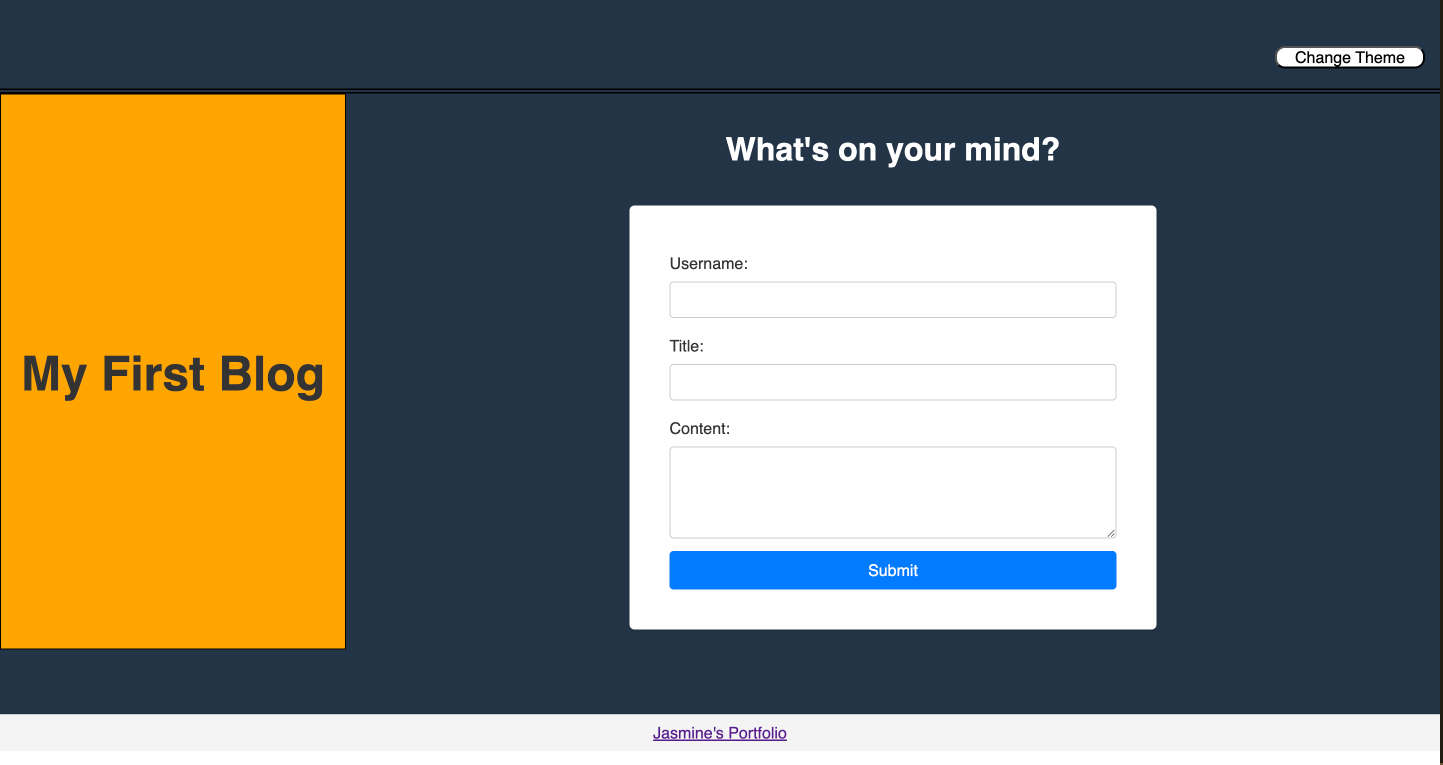 Change Theme
My First Blog
What's on your mind?
Username:
Title:
Content:
Submit
Jasmine's Portfolio